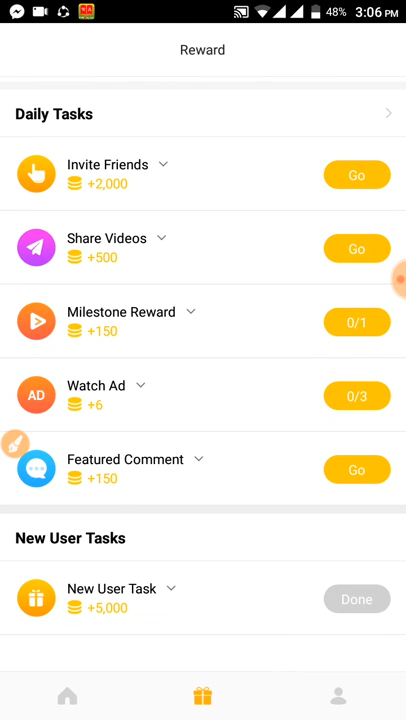 48% 3:06 PM
Reward
Daily Tasks
Invite Friends
+2,000
Go
Share Videos
+500
Go
Milestone Reward
+150
0/1
AD
Watch Ad
+6
0/3
Featured Comment
+150
Go
New User Tasks
New User Task
+5,000
Done